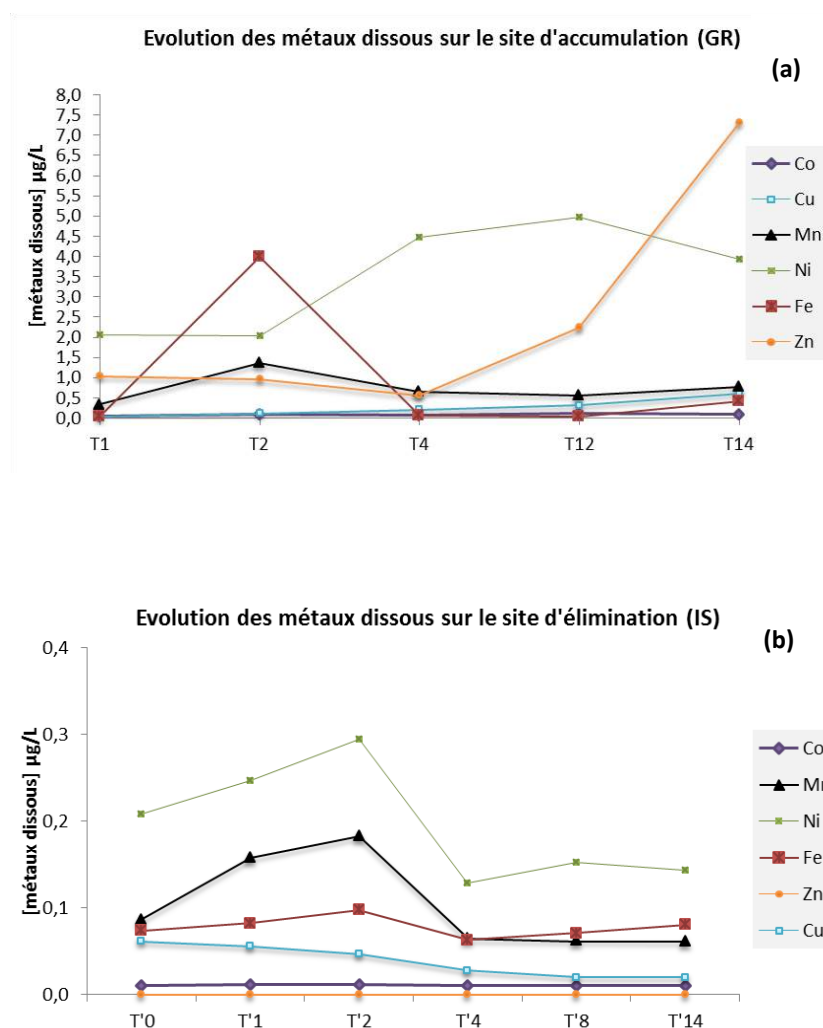 Evolution des métaux dissous sur le site d'accumulation (GR)
(a)
[métaux dissous] µg/L
8,0
7,5
7,0
6,5
6,0
5,5
5,0
4,5
4,0
3,5
3,0
2,5
2,0
1,5
1,0
0,5
0,0
T1 T2 T4 T12 T14
Co
Cu
Mn
Ni
Fe
Zn
Evolution des métaux dissous sur le site d'élimination (IS)
(b)
[métaux dissous] µg/L
0,4
0,3
0,2
0,1
0,0
T'0 T'1 T'2 T'4 T'8 T'14
Co
Ni
Fe
Zn
Cu